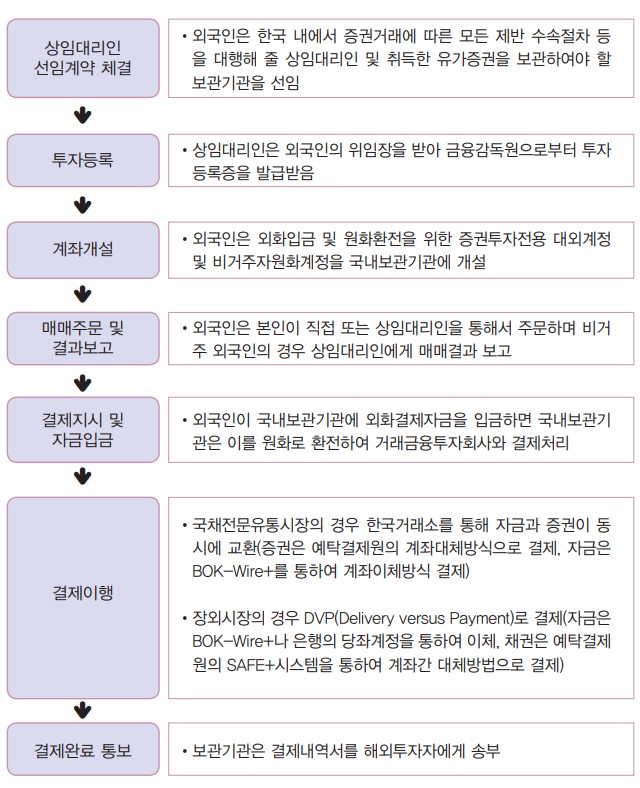 상임대리인
선임계약 체결
• 외국인은 한국 내에서 증권거래에 따른 모든 제반 수속절차 등
을 대행해 줄 상임대리인 및 취득한 유가증권을 보관하여야 할
보관기관을 선임
투자등록
• 상임대리인은 외국인의 위임장을 받아 금융감독원으로부터 투자
등록증을 발급받음
계좌개설
• 외국인은 외화입금 및 원화환전을 위한 증권투자전용 대외계정
및 비거주자원화계정을 국내보관기관에 개설
매매주문 및
결과보고
• 외국인은 본인이 직접 또는 상임대리인을 통해서 주문하며 비거
주 외국인의 경우 상임대리인에게 매매결과 보고
결제지시 및
자금입금
• 외국인이 국내보관기관에 외화결제자금을 입금하면 국내보관기
관은 이를 원화로 환전하여 거래금융투자회사와 결제처리
결제이행
• 국채전문유통시장의 경우 한국거래소를 통해 자금과 증권이 동
시에 교환(증권은 예탁결제원의 계좌대체방식으로 결제, 자금은
BOK-Wire+를 통하여 계좌이체방식 결제)
• 장외시장의 경우 DVP(Delivery versus Payment)로 결제(자금은
BOK-Wire+나 은행의 당좌계정을 통하여 이체, 채권은 예탁결제
원의 SAFE+시스템을 통하여 계좌간 대체방법으로 결제)
결제완료 통보
• 보관기관은 결제내역서를 해외투자자에게 송부